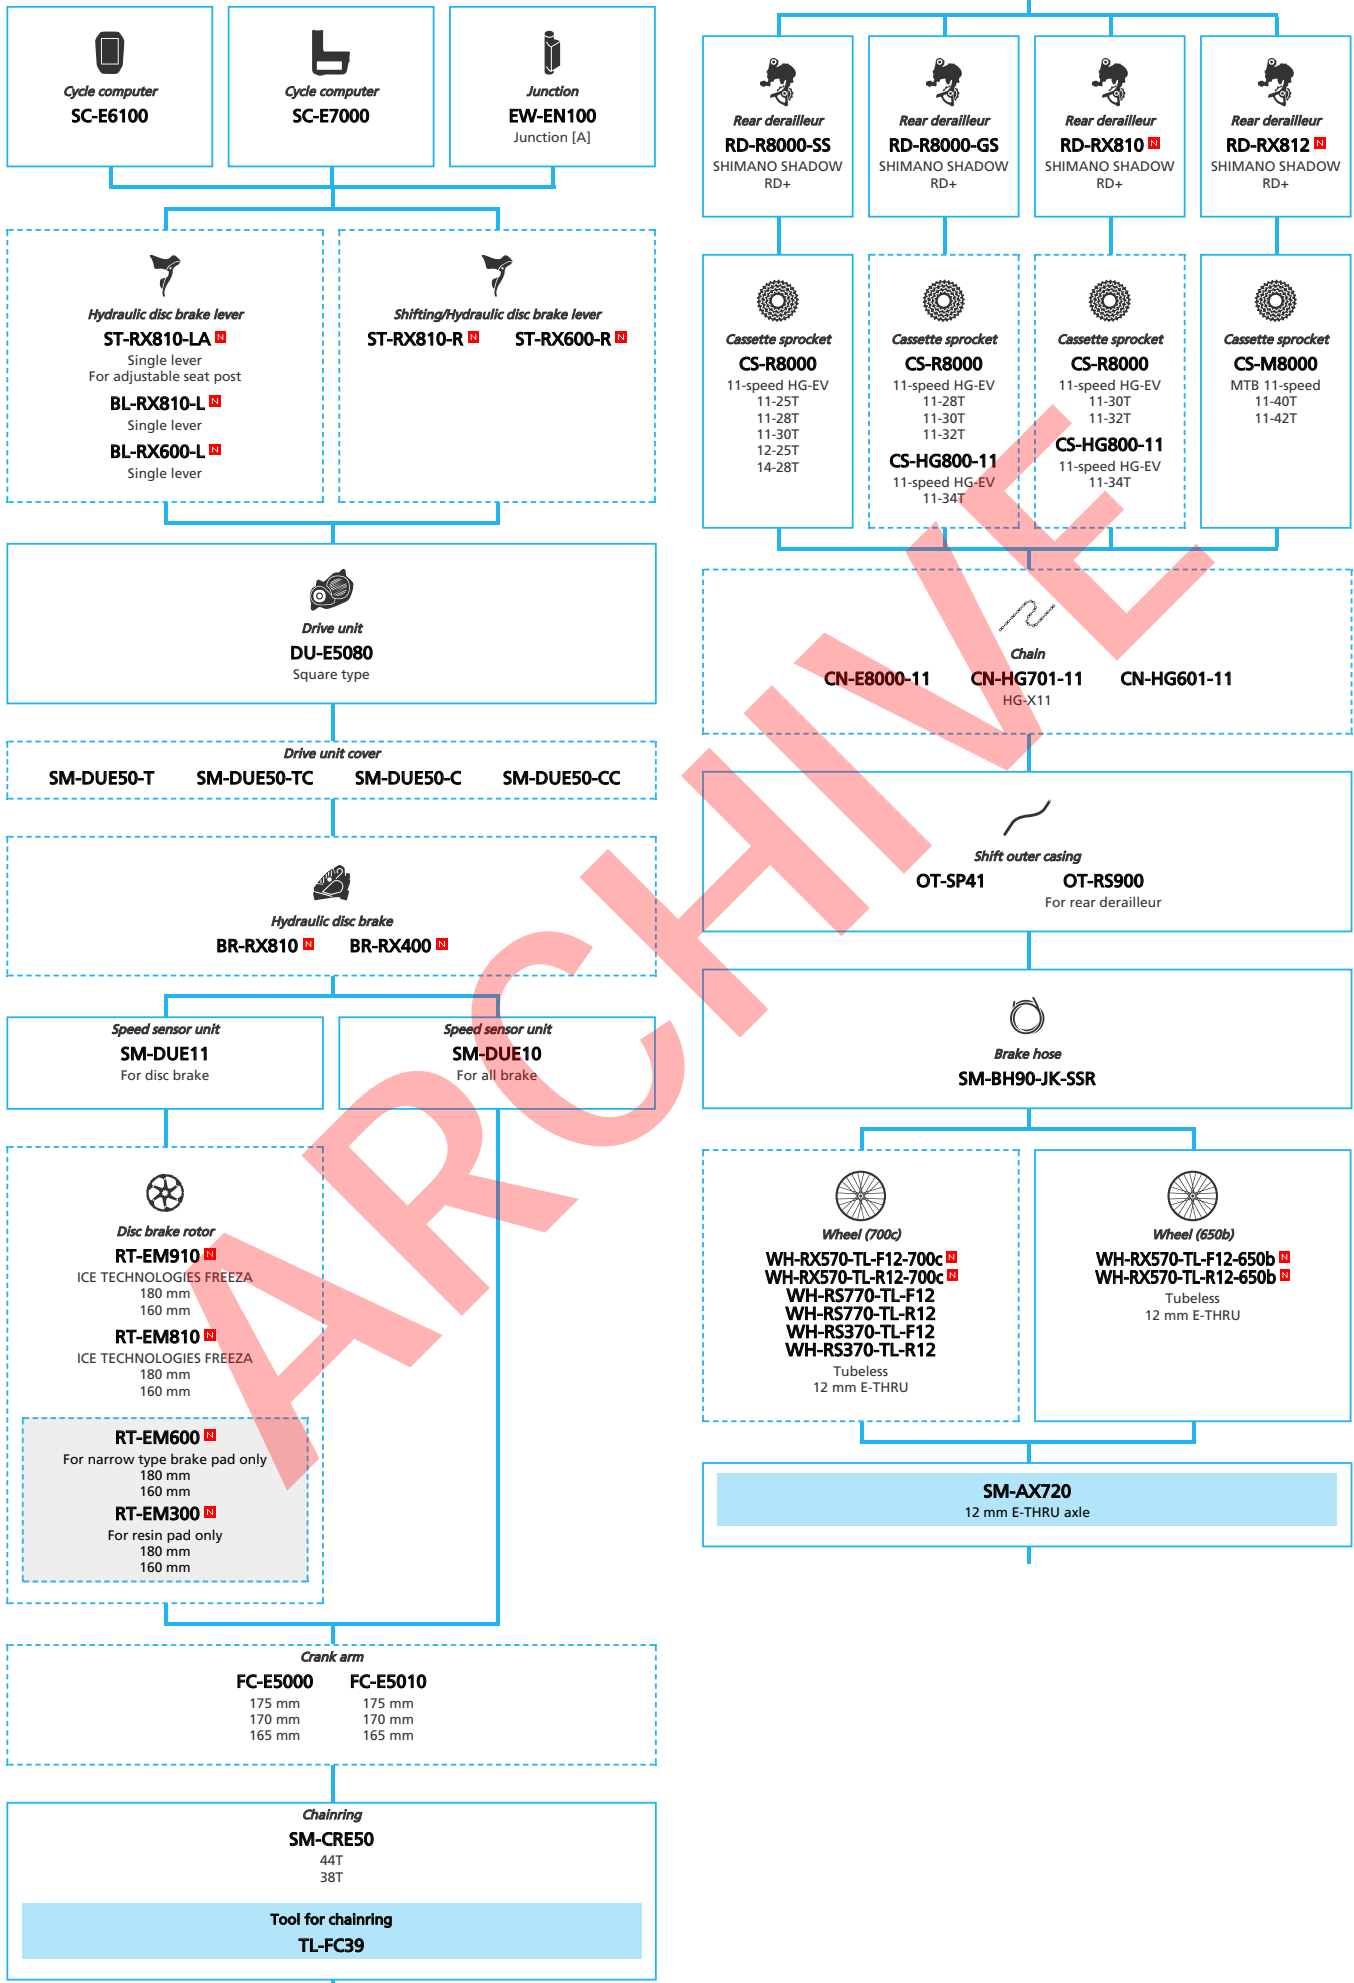 Cycle computer
SC-E6100
Cycle computer
SC-E7000
Junction
EW-EN100
Junction [A]
Hydraulic disc brake lever
ST-RX810-LA N
Single lever
For adjustable seat post
BL-RX810-L N
Single lever
BL-RX600-L N
Single lever
Shifting/Hydraulic disc brake lever
ST-RX810-R N ST-RX600-R N
Drive unit
DU-E5080
Square type
Drive unit cover
SM-DUE50-T SM-DUE50-TC SM-DUE50-C SM-DUE50-CC
Hydraulic disc brake
BR-RX810 N BR-RX400 N
Speed sensor unit
SM-DUE11
For disc brake
Speed sensor unit
SM-DUE10
For all brake
Disc brake rotor
RT-EM910 N
ICE TECHNOLOGIES FREEZA
180 mm
160 mm
RT-EM810 N
ICE TECHNOLOGIES FREEZA
180 mm
160 mm
RT-EM600 N
For narrow type brake pad only
180 mm
160 mm
RT-EM300 N
For resin pad only
180 mm
160 mm
Crank arm
FC-E5000
175 mm
170 mm
165 mm
FC-E5010
175 mm
170 mm
165 mm
Chainring
SM-CRE50
44T
38T
Tool for chainring
TL-FC39
Rear derailleur
RD-R8000-SS
SHIMANO SHADOW
RD+
Rear derailleur
RD-R8000-GS
SHIMANO SHADOW
RD+
Rear derailleur
RD-RX810 N
SHIMANO SHADOW
RD+
Rear derailleur
RD-RX812 N
SHIMANO SHADOW
RD+
Cassette sprocket
CS-R8000
11-speed HG-EV
11-25T
11-28T
11-30T
12-25T
14-28T
Cassette sprocket
CS-R8000
11-speed HG-EV
11-28T
11-30T
11-32T
CS-HG800-11
11-speed HG-EV
11-34T
Cassette sprocket
CS-R8000
11-speed HG-EV
11-30T
11-32T
CS-HG800-11
11-speed HG-EV
11-34T
Cassette sprocket
CS-M8000
MTB 11-speed
11-40T
11-42T
Chain
CN-E8000-11 CN-HG701-11 CN-HG601-11
HG-X11
Shift outer casing
OT-SP41 OT-RS900
For rear derailleur
Brake hose
SM-BH90-JK-SSR
Wheel (700c)
WH-RX570-TL-F12-700c N
WH-RX570-TL-R12-700c N
WH-RS770-TL-F12
WH-RS770-TL-R12
WH-RS370-TL-F12
WH-RS370-TL-R12
Tubeless
12 mm E-THRU
Wheel (650b)
WH-RX570-TL-F12-650b N
WH-RX570-TL-R12-650b N
Tubeless
12 mm E-THRU
SM-AX720
12 mm E-THRU axle
ARCHIVE